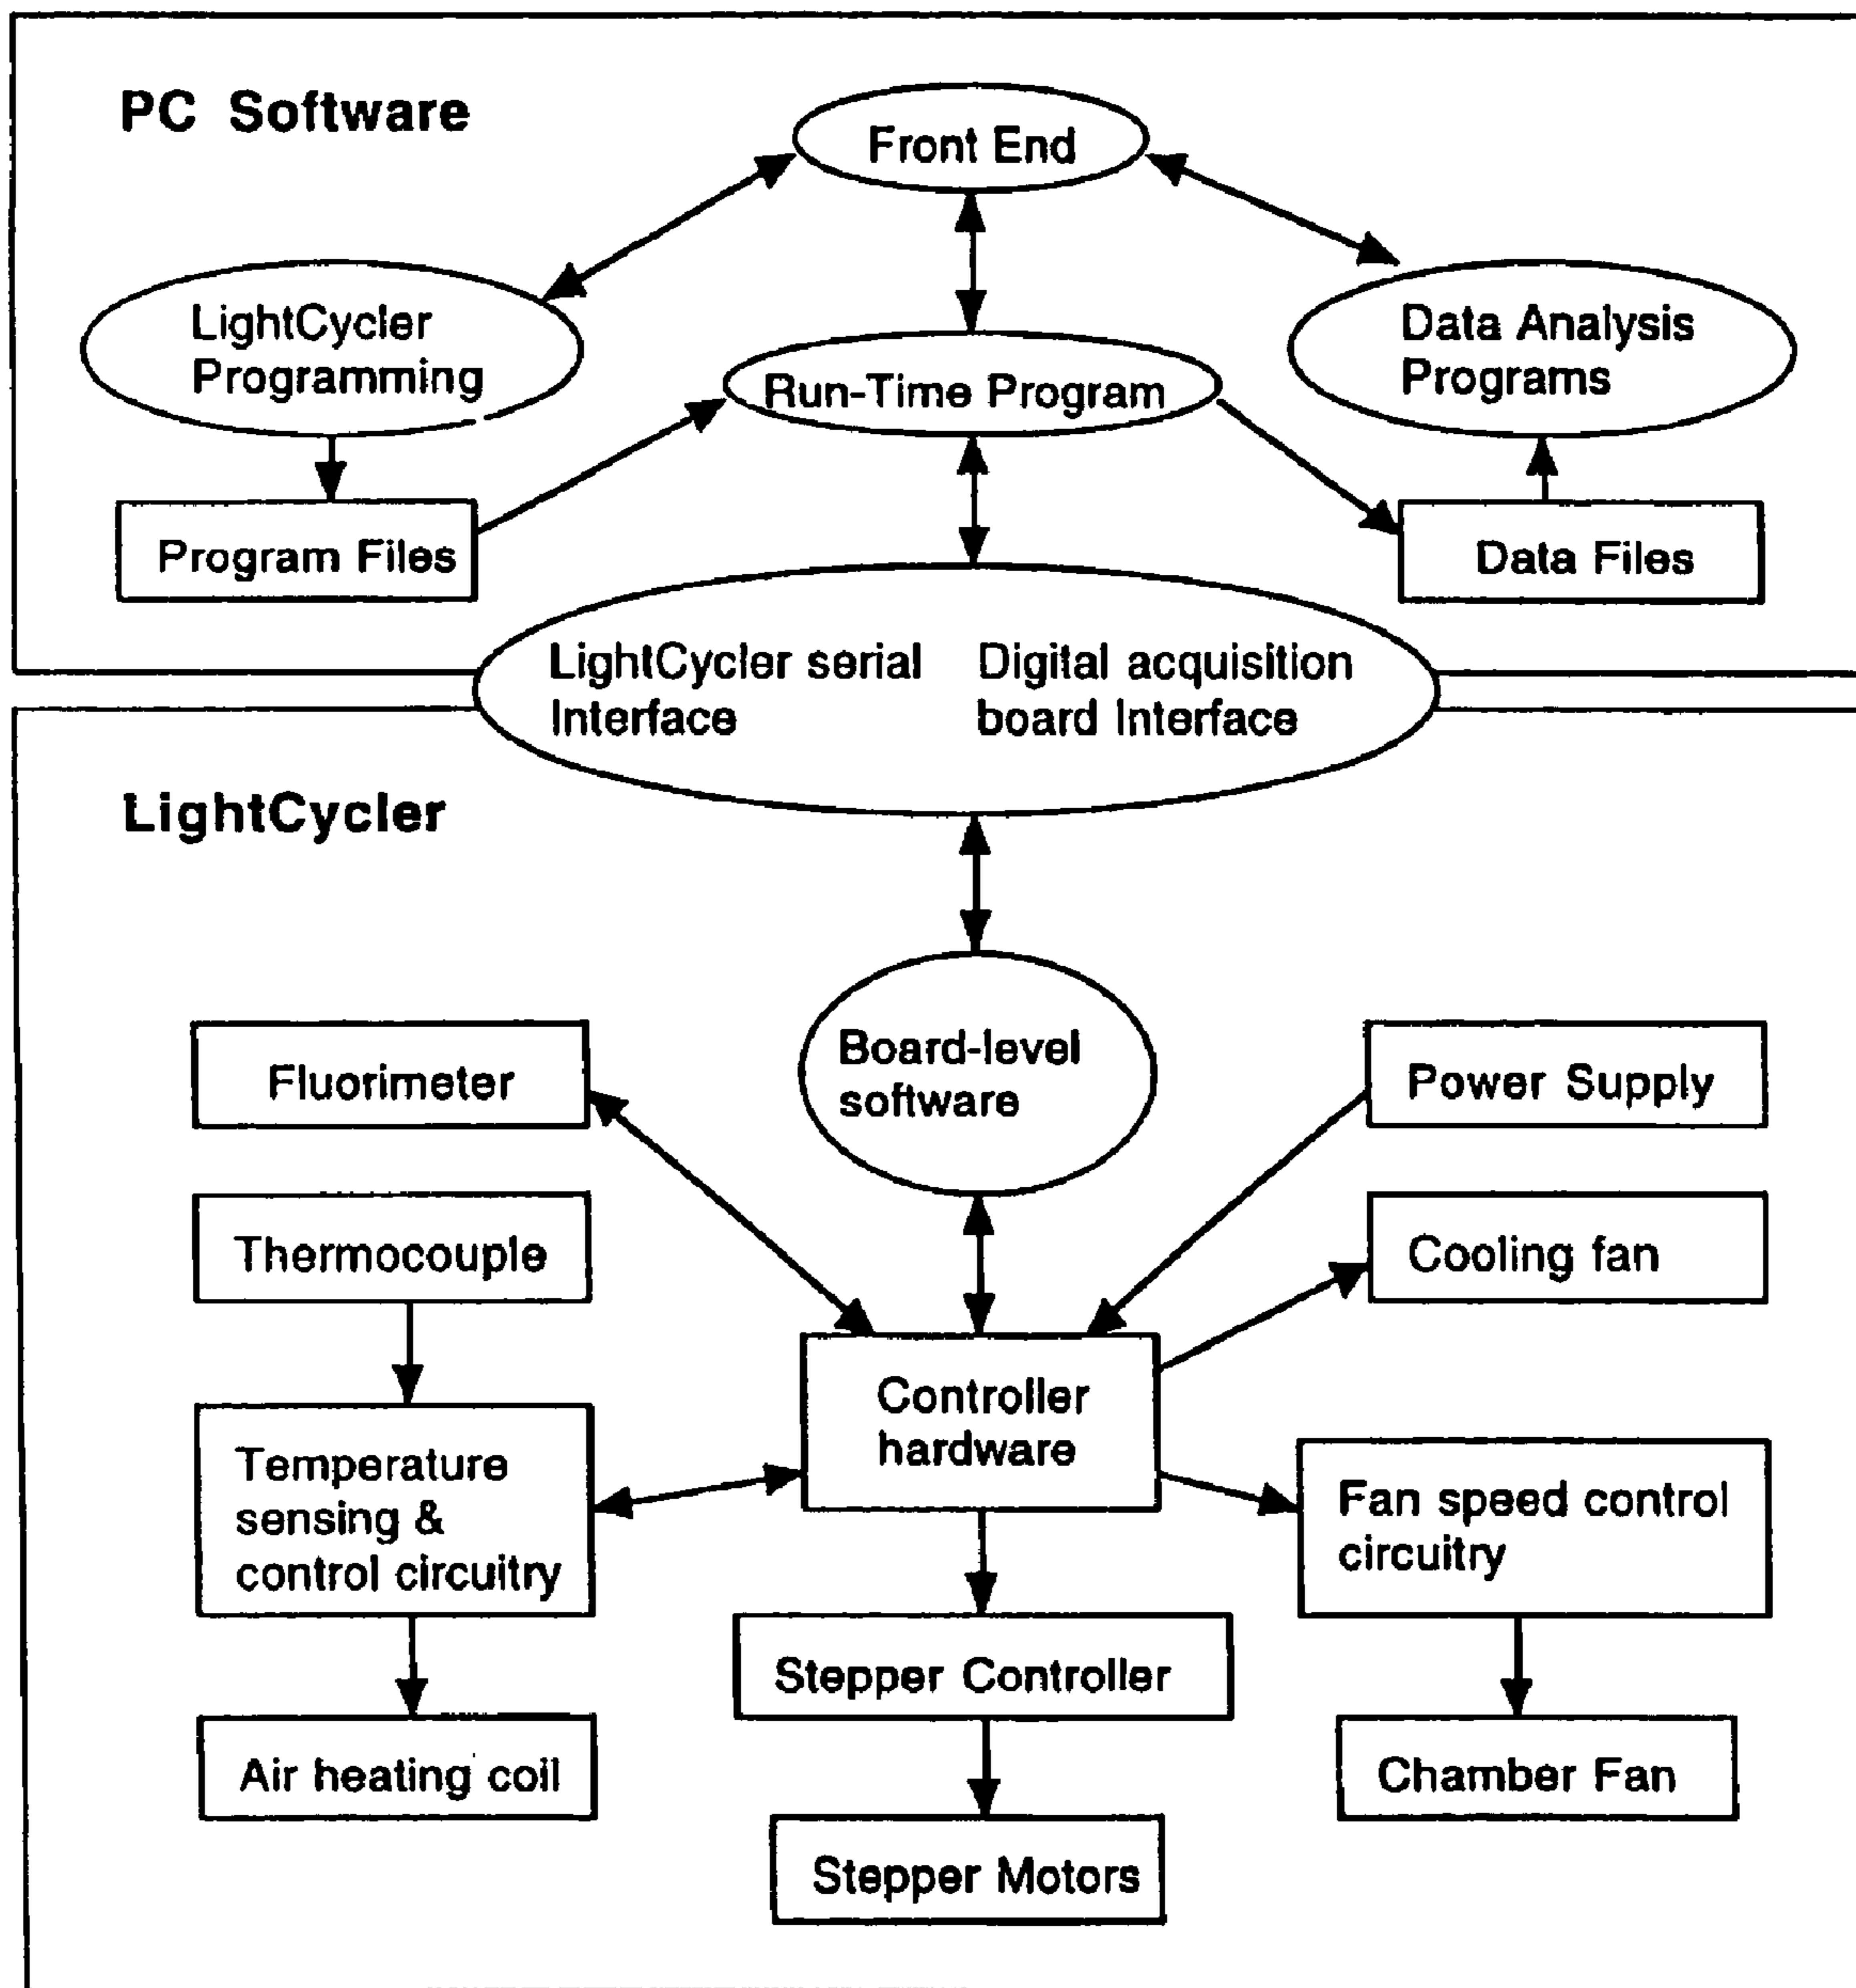 PC Software
Front End
LightCycler
Programming
Run-Time Program
Data Analysis
Programs
Program Files
Data Files
LightCycler serial
Interface
Digital acquisition
board Interface
LightCycler
Board-level
software
Fluorimeter
Power Supply
Thermocouple
Cooling fan
Controller
hardware
Temperature
sensing &
control circuitry
Fan speed control
circuitry
Stepper Controller
Air heating coil
Chamber Fan
Stepper Motors